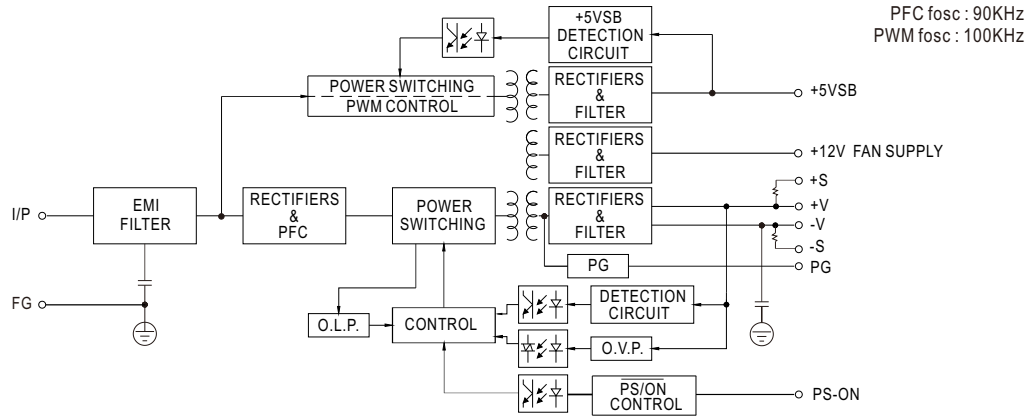 PFC fosc : 90KHz
PWM fosc : 100KHz
+5VSB
DETECTION
CIRCUIT
POWER SWITCHING
PWM CONTROL
RECTIFIERS
&
FILTER
+5VSB
RECTIFIERS
&
FILTER
+12V FAN SUPPLY
I/P
EMI
FILTER
RECTIFIERS
&
PFC
POWER
SWITCHING
RECTIFIERS
&
FILTER
+S
+V
-V
-S
PG
PG
FG
O.L.P.
CONTROL
DETECTION
CIRCUIT
O.V.P.
PS/ON
CONTROL
PS-ON